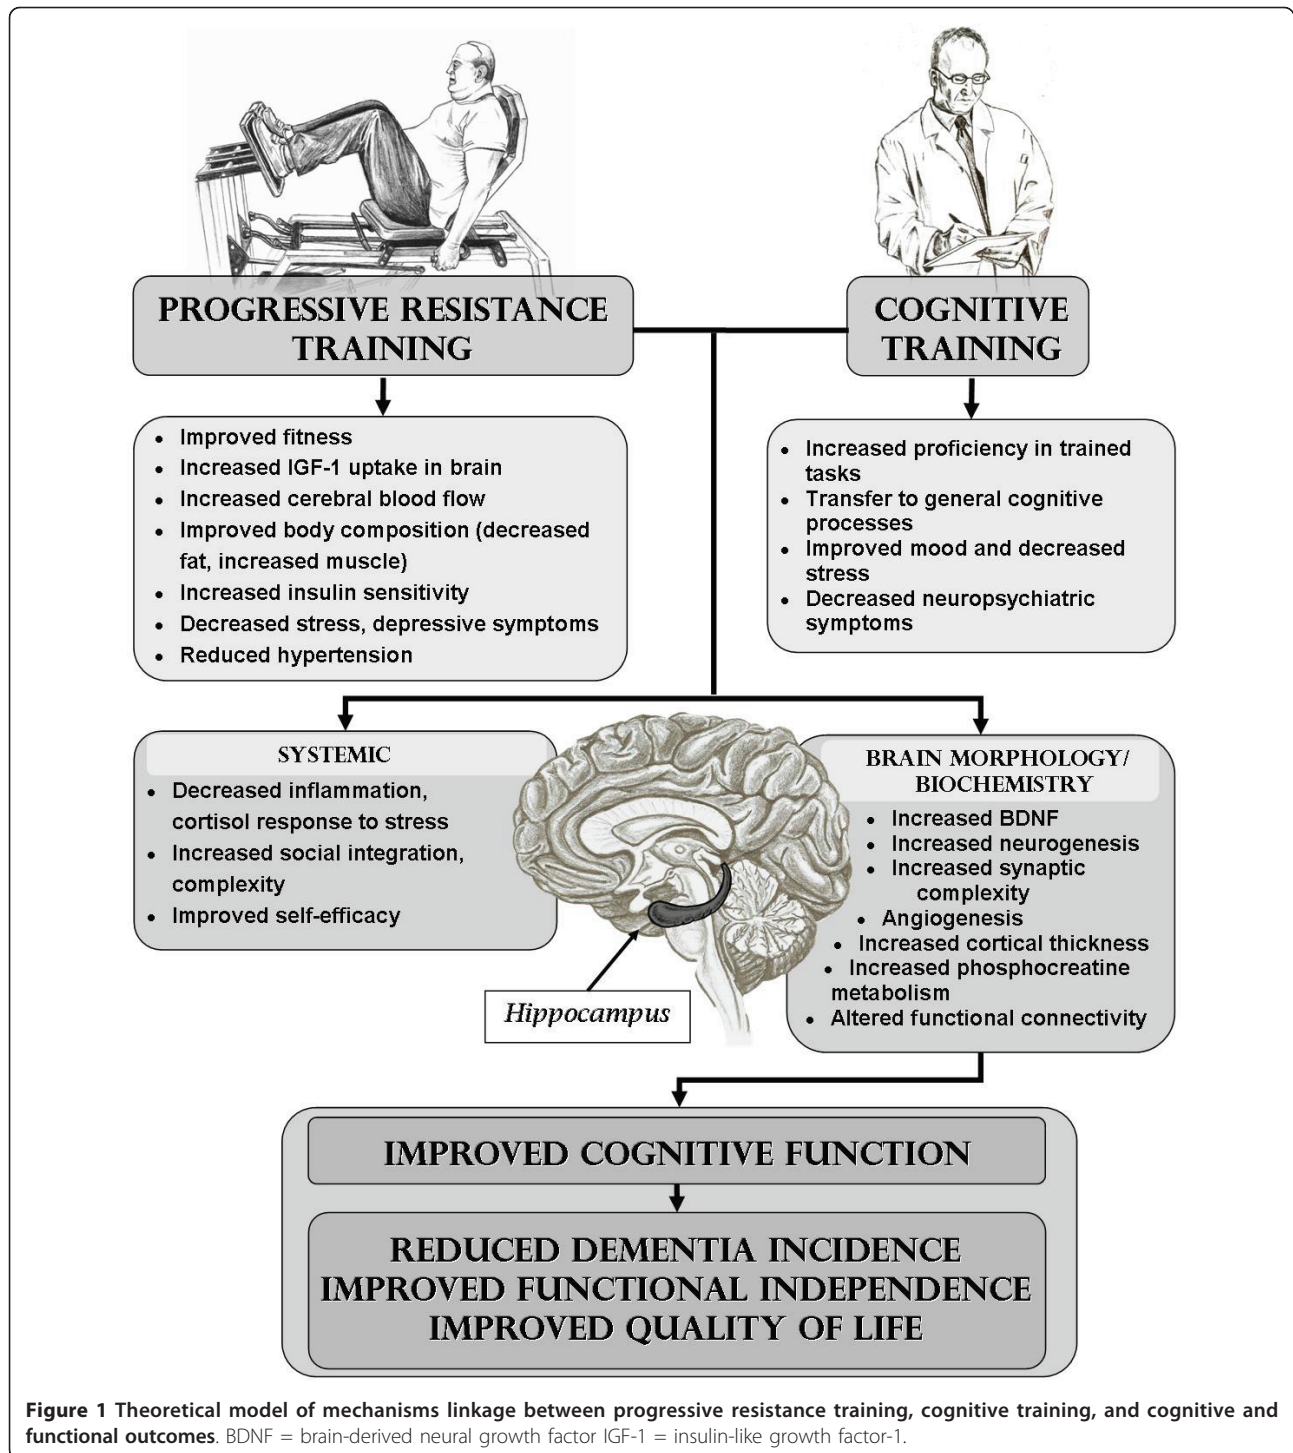 PROGRESSIVE RESISTANCE
TRAINING
COGNITIVE
TRAINING
• Improved fitness
• Increased IGF-1 uptake in brain
• Increased cerebral blood flow
• Improved body composition (decreased
fat, increased muscle)
• Increased insulin sensitivity
• Decreased stress, depressive symptoms
• Reduced hypertension
• Increased proficiency in trained
tasks
• Transfer to general cognitive
processes
• Improved mood and decreased
stress
• Decreased neuropsychiatric
symptoms
SYSTEMIC
• Decreased inflammation,
cortisol response to stress
• Increased social integration,
complexity
• Improved self-efficacy
Hippocampus
BRAIN MORPHOLOGY/
BIOCHEMISTRY
• Increased BDNF
• Increased neurogenesis
• Increased synaptic
complexity
• Angiogenesis
• Increased cortical thickness
• Increased phosphocreatine
metabolism
• Altered functional connectivity
IMPROVED COGNITIVE FUNCTION
REDUCED DEMENTIA INCIDENCE
IMPROVED FUNCTIONAL INDEPENDENCE
IMPROVED QUALITY OF LIFE
Figure 1 Theoretical model of mechanisms linkage between progressive resistance training, cognitive training, and cognitive and
functional outcomes. BDNF = brain-derived neural growth factor IGF-1 = insulin-like growth factor-1.